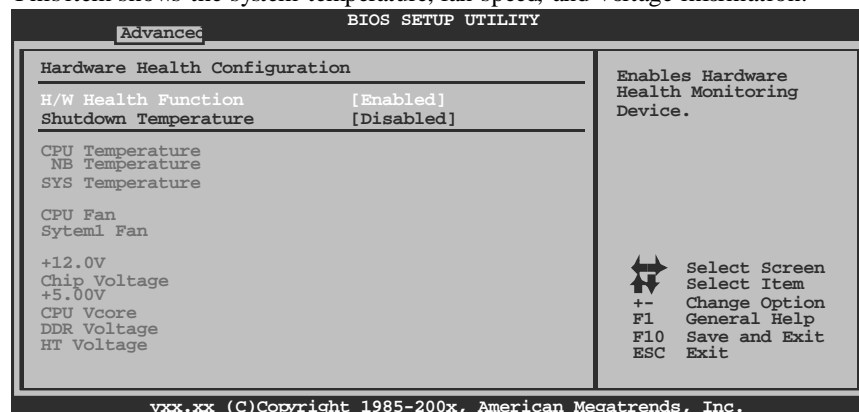 This item shows the system temperature, fan speed, and voltage information.
BIOS SETUP UTILITY
Advanced
Hardware Health Configuration
H/W Health Function [Enabled]
Shutdown Temperature [Disabled]
CPU Temperature
NB Temperature
SYS Temperature
CPU Fan
Sytem1 Fan
+12.0V
Chip Voltage
+5.00V
CPU Vcore
DDR Voltage
HT Voltage
Enables Hardware
Health Monitoring
Device.
Select Screen
Select Item
+- Change Option
F1 General Help
F10 Save and Exit
ESC Exit
vxx.xx (C)Copyright 1985-200x, American Megatrends, Inc.